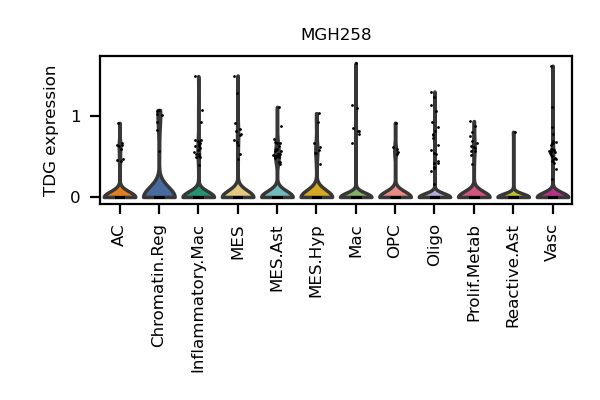 MGH258
TDG expression
1
0
AC
Chromatin.Reg
Inflammatory.Mac
MES
MES.Ast
MES.Hyp
Mac
OPC
Oligo
Prolif.Metab
Reactive.Ast
Vasc